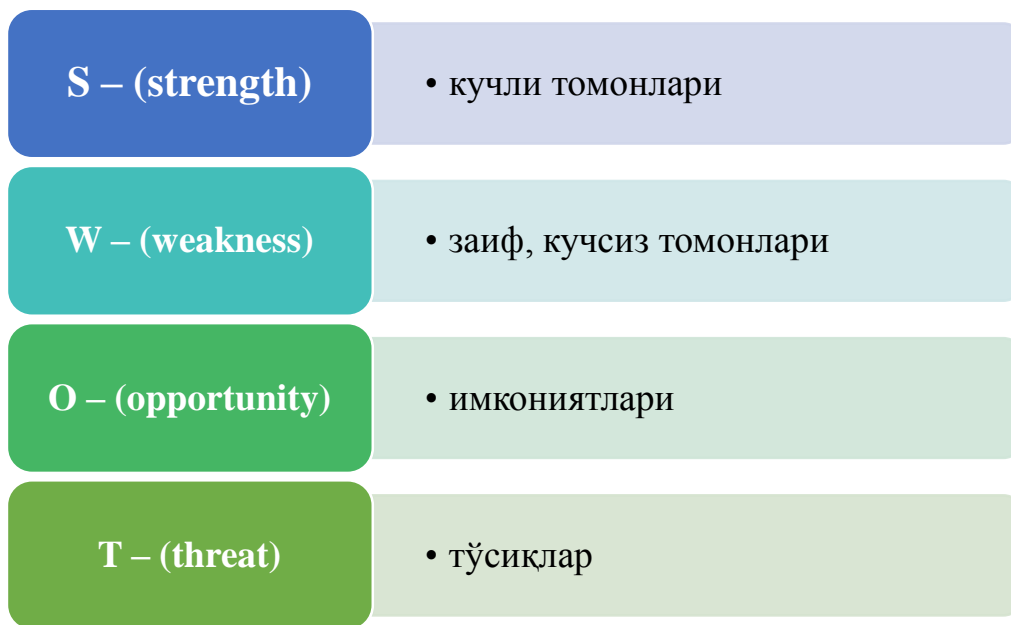 S – (strength)
• кучли томонлари
W – (weakness)
• заиф, кучсиз томонлари
O – (opportunity)
• имкониятлари
T – (threat)
• тўсиқлар